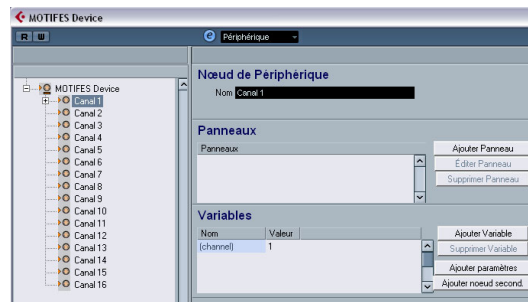 MOTIFES Device
R W
e Périphérique
MOTIFES Device
Canal 1
Canal 2
Canal 3
Canal 4
Canal 5
Canal 6
Canal 7
Canal 8
Canal 9
Canal 10
Canal 11
Canal 12
Canal 13
Canal 14
Canal 15
Canal 16
Nœud de Périphérique
Nom Canal 1
Panneaux
Panneaux
Ajouter Panneau
Éditer Panneau
Supprimer Panneau
Variables
Nom Valeur
(channel) 1
Ajouter Variable
Supprimer Variable
Ajouter paramètres
Ajouter noeud second.